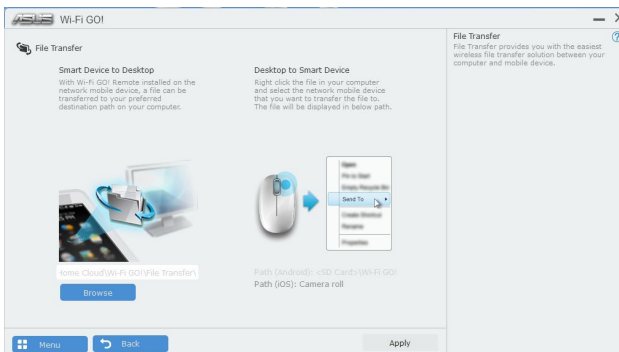 ASUS Wi-Fi GO!
File Transfer
Smart Device to Desktop
With Wi-Fi GO! Remote installed on the
network mobile device, a file can be
transferred to your preferred
destination path on your computer.
Home Cloud\Wi-Fi GO!\File Transfer\
Browse
Desktop to Smart Device
Right click the file in your computer
and select the network mobile device
that you want to transfer the file to.
The file will be displayed in below path.
Open
Pin to Start
Empty Recycle Bin
Send To
Create Shortcut
Rename
Properties
Path (Android): <SD Card>\Wi-Fi GO!
Path (iOS): Camera roll
Menu
Back
Apply
File Transfer
File Transfer provides you with the easiest
wireless file transfer solution between your
computer and mobile device.